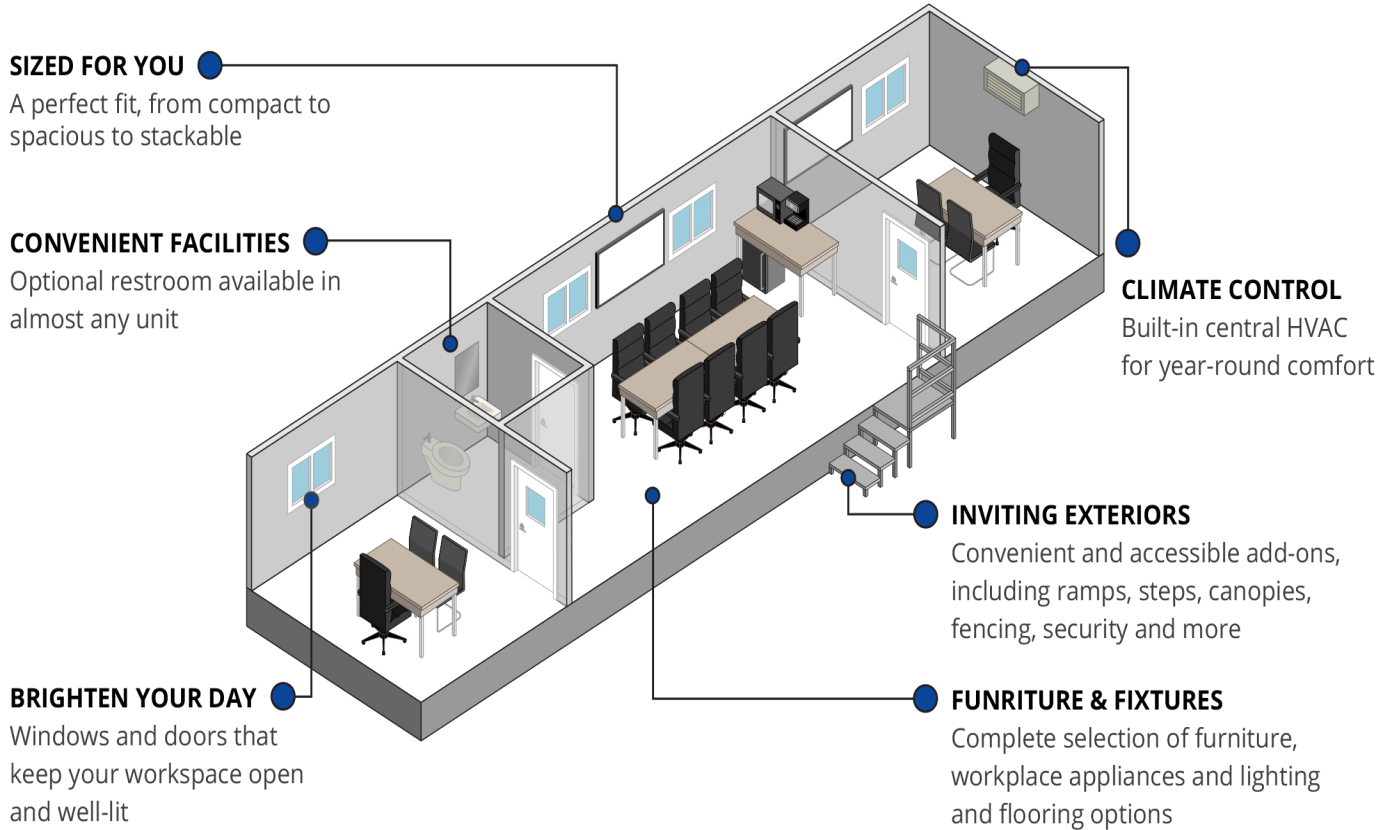 SIZED FOR YOU
A perfect fit, from compact to
spacious to stackable
CONVENIENT FACILITIES
Optional restroom available in
almost any unit
BRIGHTEN YOUR DAY
Windows and doors that
keep your workspace open
and well-lit
CLIMATE CONTROL
Built-in central HVAC
for year-round comfort
INVITING EXTERIORS
Convenient and accessible add-ons,
including ramps, steps, canopies,
fencing, security and more
FUNRITURE & FIXTURES
Complete selection of furniture,
workplace appliances and lighting
and flooring options